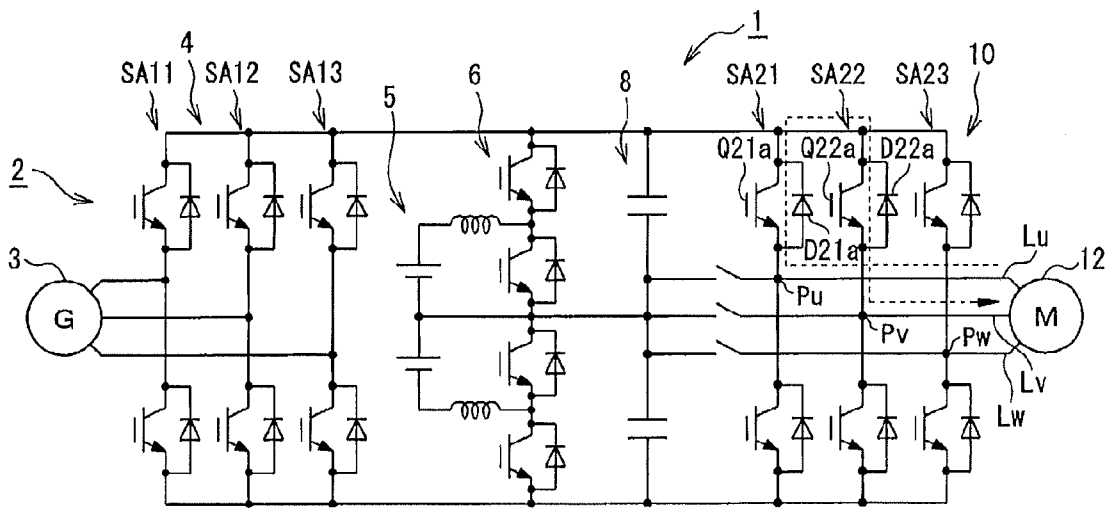 1
4
SA11
SA12
SA13
6
8
SA21
SA22
SA23
10
5
Q21a
Q22a
D22a
2
D21a
3
Lu
12
G
Pu
M
Pv
Pw
Lv
Lw